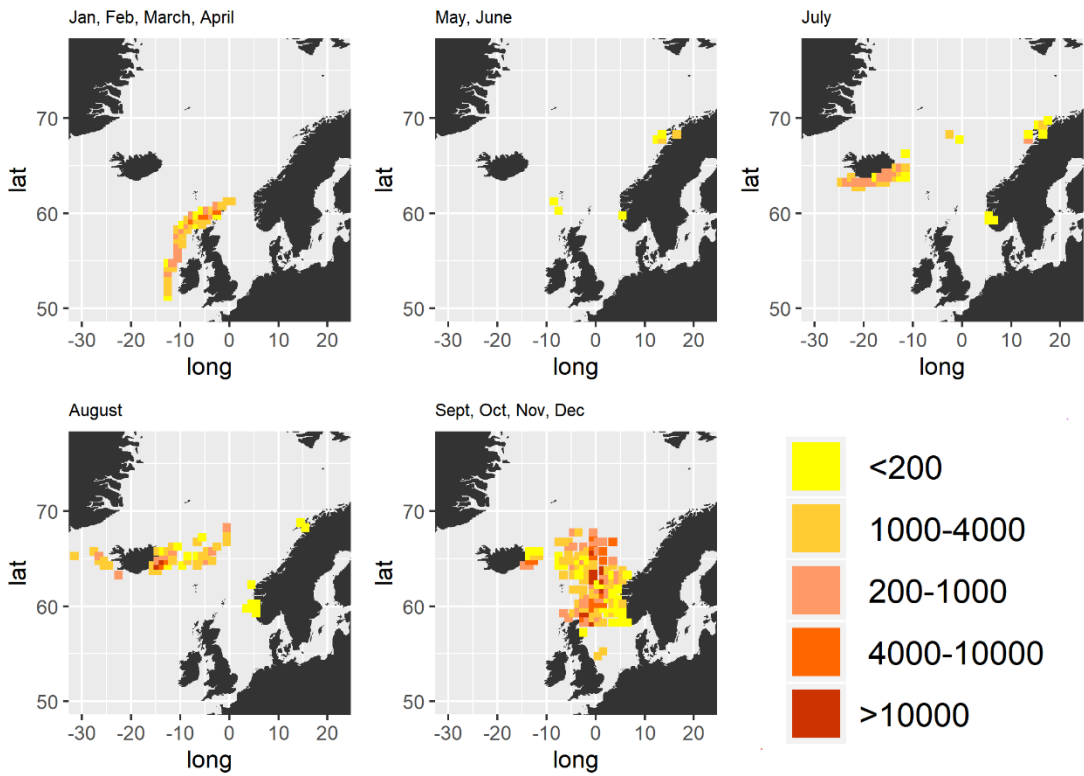 Jan, Feb, March, April
May, June
July
lat
70
60
50
-30 -20 -10 0 10 20
long
lat
70
60
50
-30 -20 -10 0 10 20
long
lat
70
60
50
-30 -20 -10 0 10 20
long
August
Sept, Oct, Nov, Dec
lat
70
60
50
-30 -20 -10 0 10 20
long
lat
70
60
50
-30 -20 -10 0 10 20
long
<200
1000-4000
200-1000
4000-10000
>10000